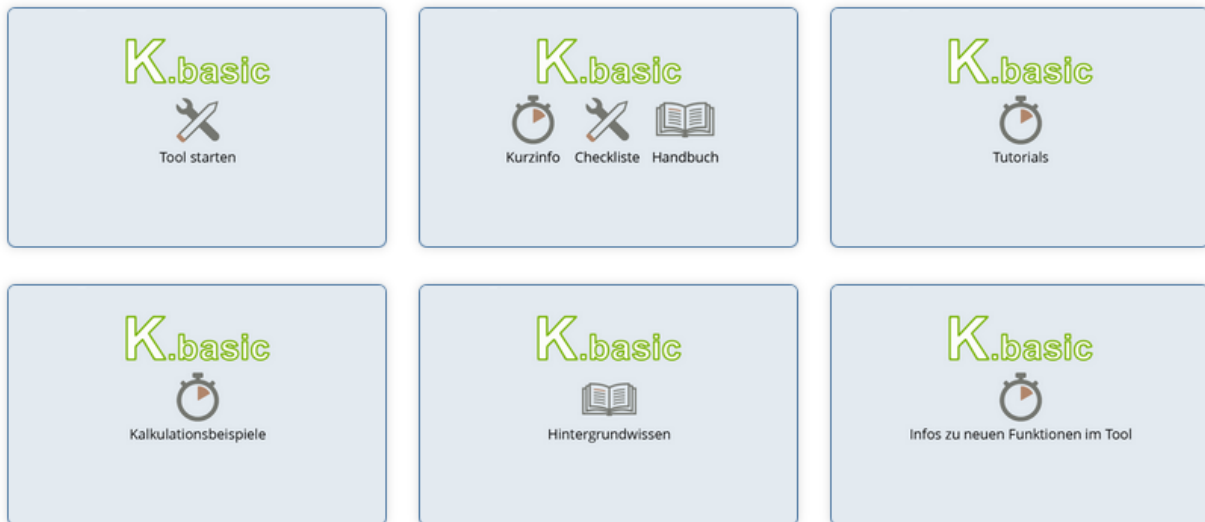 K.basic
Tool starten
K.basic
Kurzinfo Checkliste Handbuch
K.basic
Tutorials
K.basic
Kalkulationsbeispiele
K.basic
Hintergrundwissen
K.basic
Infos zu neuen Funktionen im Tool